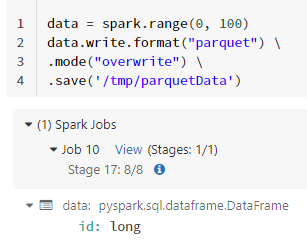 1 data = spark.range(0, 100)
2 data.write.format("parquet") \
3 .mode("overwrite") \
4 .save('/tmp/parquetData')
(1) Spark Jobs
Job 10 View (Stages: 1/1)
Stage 17: 8/8 i
data: pyspark.sql.dataframe.DataFrame
id: long